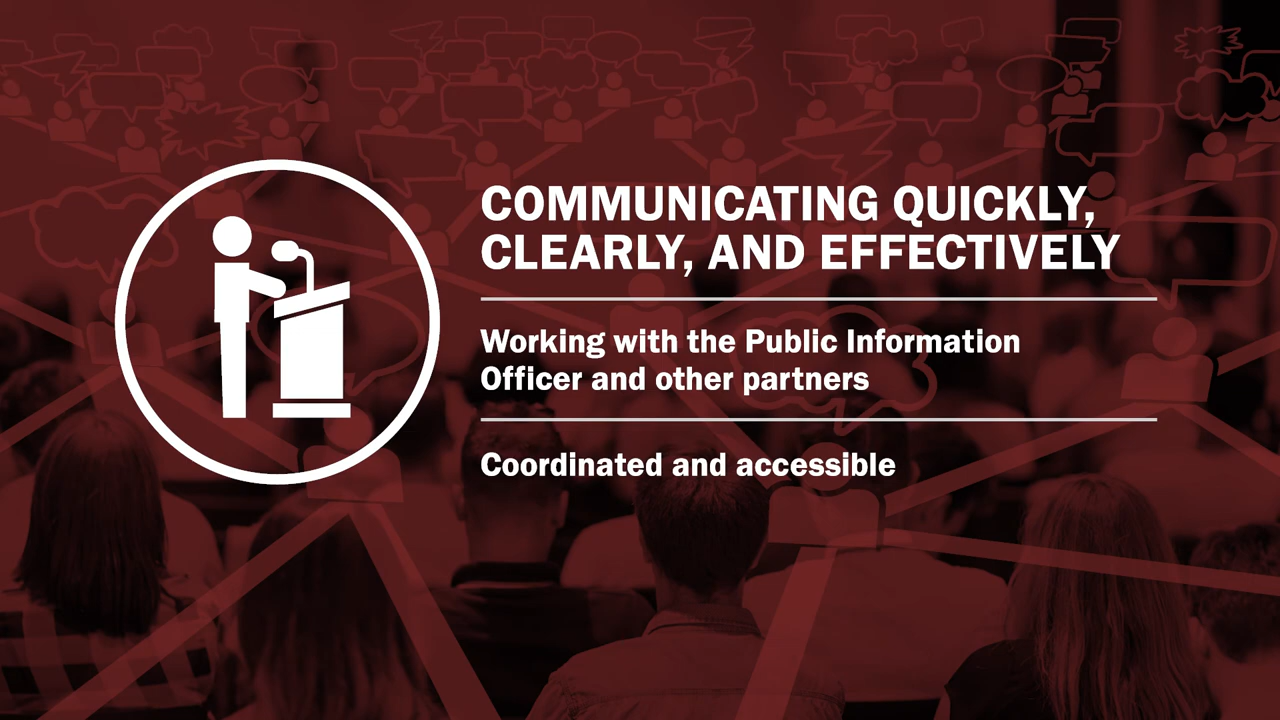 COMMUNICATING QUICKLY,
CLEARLY, AND EFFECTIVELY
Working with the Public Information
Officer and other partners
Coordinated and accessible